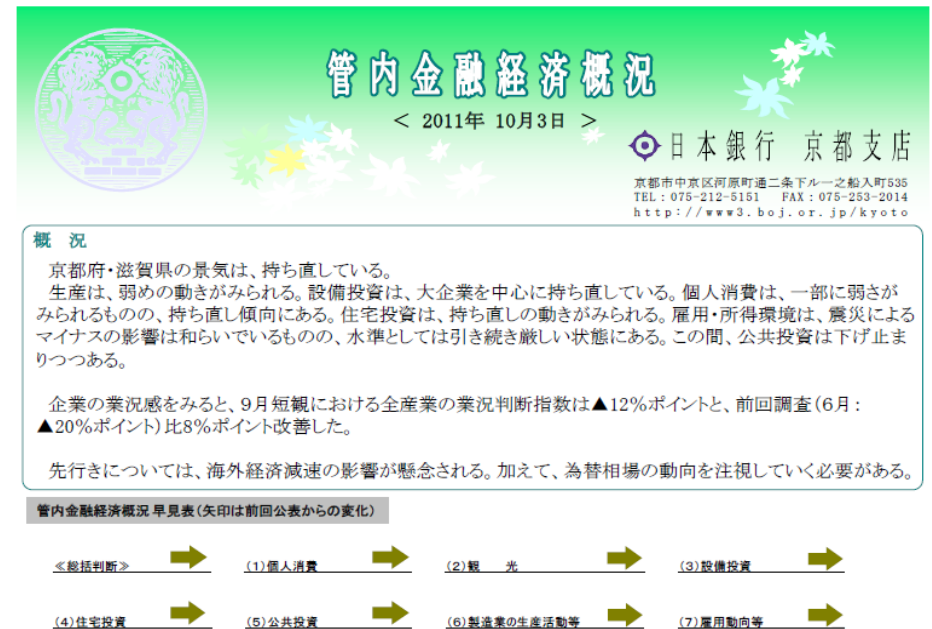 管内金融経済概況
＜ 2011年 10月3日 ＞
日本銀行 京都支店
京都市中京区河原町通二条下ル一之船入町535
TEL：075-212-5151 FAX：075-253-2014
http://www3.boj.or.jp/kyoto
概 況
京都府・滋賀県の景気は、持ち直している。
生産は、弱めの動きがみられる。設備投資は、大企業を中心に持ち直している。個人消費は、一部に弱さが
みられるものの、持ち直し傾向にある。住宅投資は、持ち直しの動きがみられる。雇用・所得環境は、震災による
マイナスの影響は和らいでいるものの、水準としては引き続き厳しい状態にある。この間、公共投資は下げ止ま
りつつある。
企業の業況感をみると、９月短観における全産業の業況判断指数は▲12％ポイントと、前回調査（6月：
▲20％ポイント）比8％ポイント改善した。
先行きについては、海外経済減速の影響が懸念される。加えて、為替相場の動向を注視していく必要がある。
管内金融経済概況 早見表（矢印は前回公表からの変化）
≪総括判断≫ (1)個人消費 (2)観 光 (3)設備投資
(4)住宅投資 (5)公共投資 (6)製造業の生産活動等 (7)雇用動向等